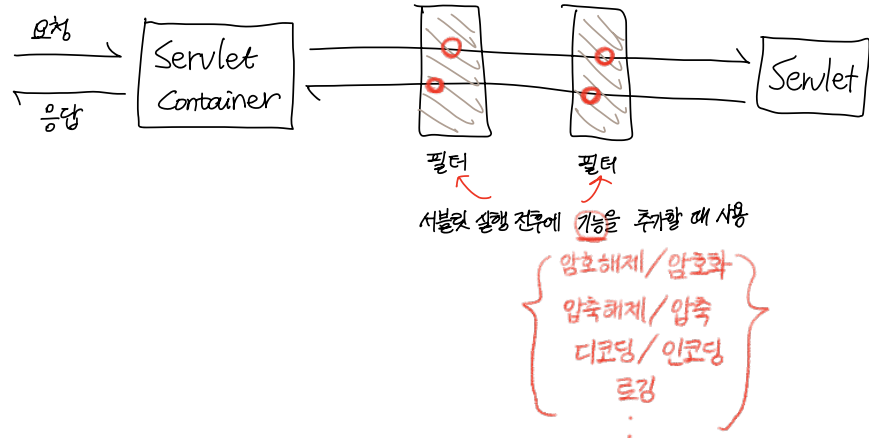 요청
Servlet
Container
응답
Servlet
필터
필터
서블릿 실행 전후에 기능을 추가할 때 사용
암호해제/암호화
압축해제/압축
디코딩/인코딩
로깅
⋮